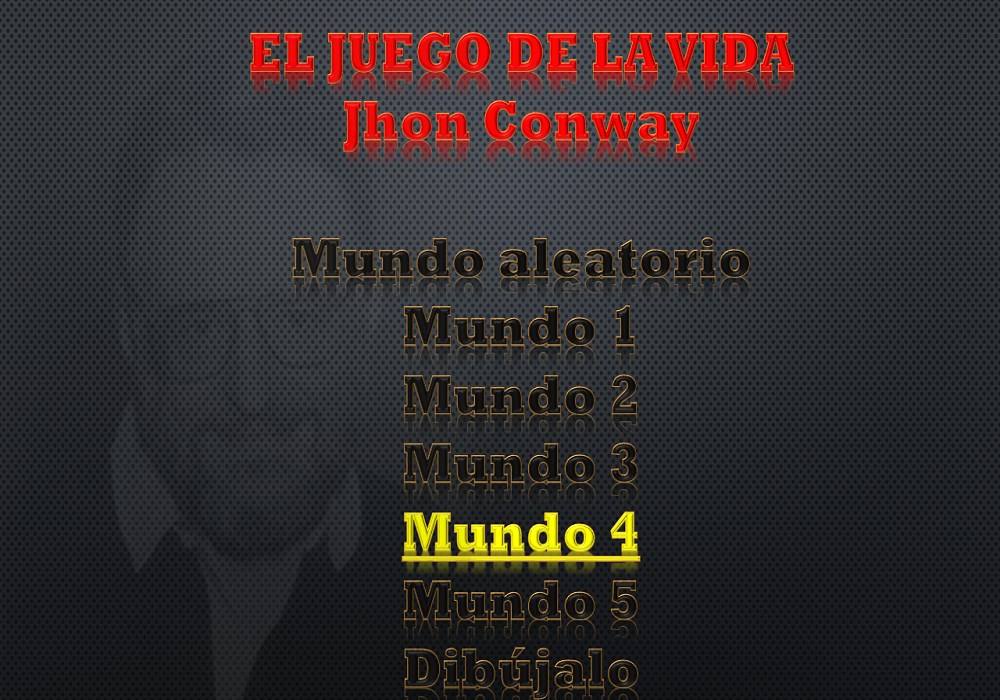 EL JUEGO DE LA VIDA
Jhon Conway
Mundo aleatorio
Mundo 1
Mundo 2
Mundo 3
Mundo 4
Mundo 5
Dibújalo